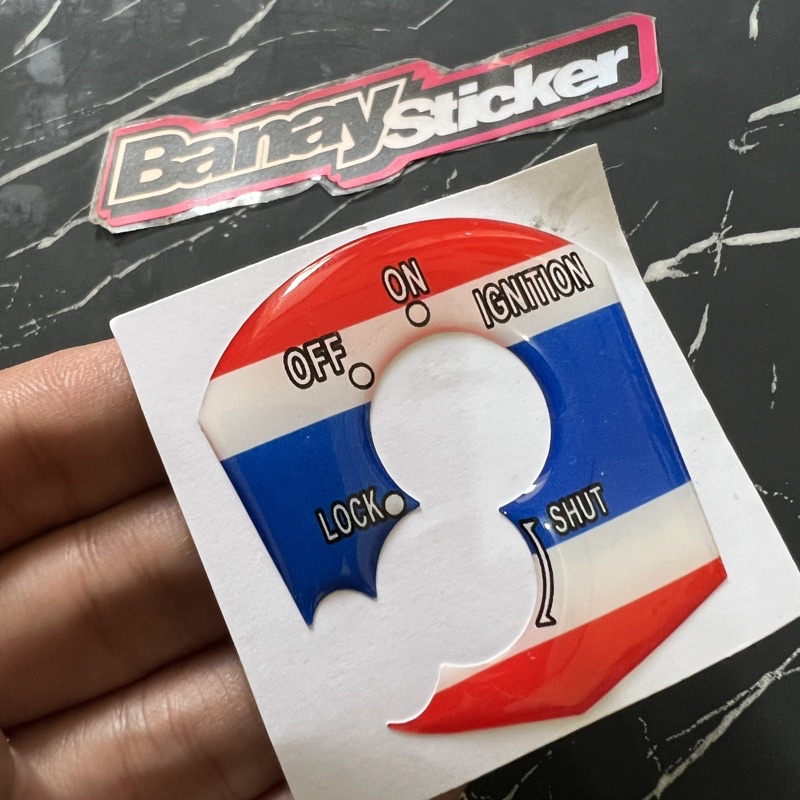 BanaySticker
ON
IGNITION
OFF
LOCK
SHUT